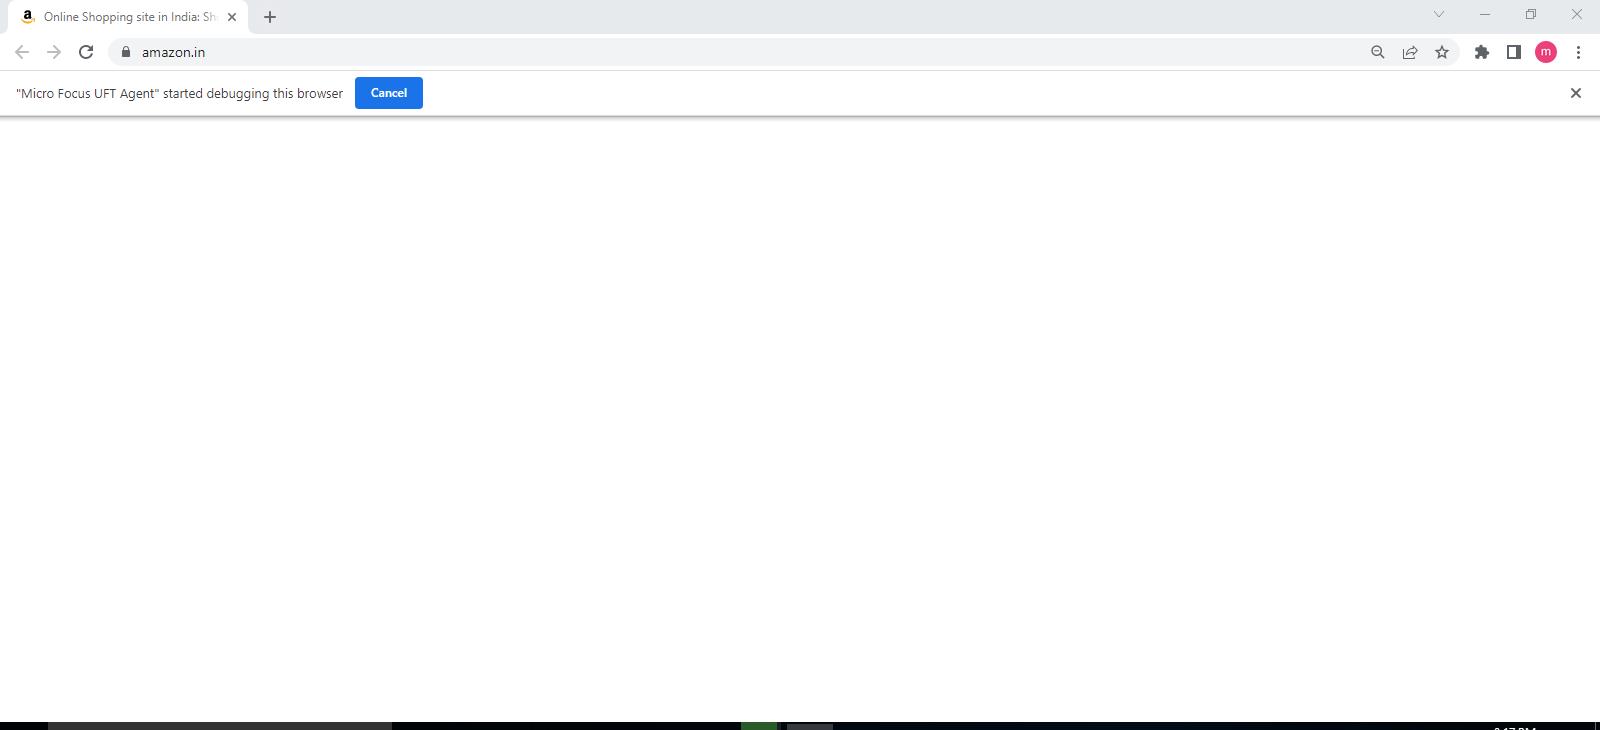 a Online Shopping site in India: Sh
amazon.in
m
"Micro Focus UFT Agent" started debugging this browser Cancel